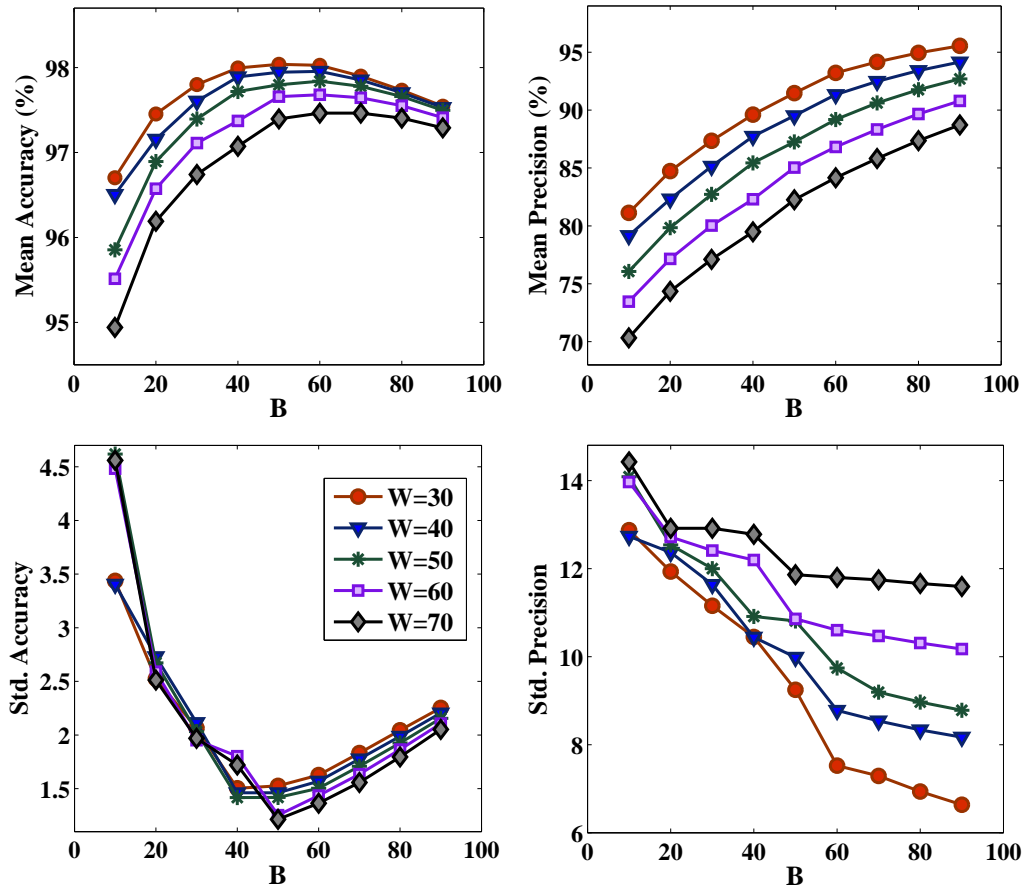 Mean Accuracy (%)
98
97
96
95
0 20 40 60 80 100
B
Mean Precision (%)
95
90
85
80
75
70
0 20 40 60 80 100
B
Std. Accuracy
4.5
4
3.5
3
2.5
2
1.5
0 20 40 60 80 100
B
W=30
W=40
W=50
W=60
W=70
Std. Precision
14
12
10
8
6
0 20 40 60 80 100
B